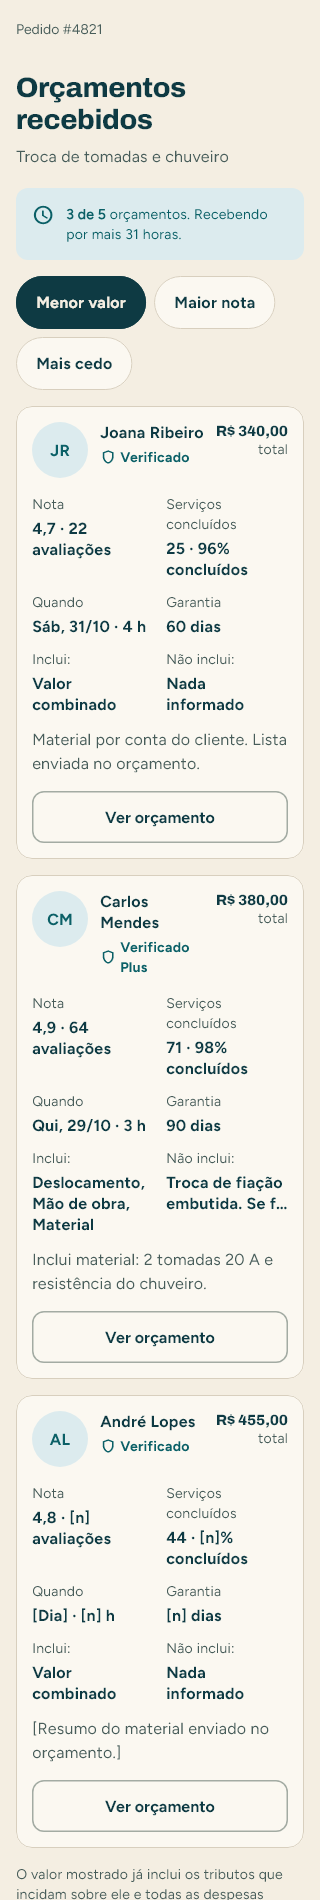 Pedido #4821
Orçamentos
recebidos
Troca de tomadas e chuveiro
3 de 5 orçamentos. Recebendo
por mais 31 horas.
Menor valor
Maior nota
Mais cedo
JR
Joana Ribeiro
Verificado
R$ 340,00
total
Nota
4,7 · 22
avaliações
Serviços
concluídos
25 · 96%
concluídos
Quando
Sáb, 31/10 · 4 h
Garantia
60 dias
Inclui:
Valor
combinado
Não inclui:
Nada
informado
Material por conta do cliente. Lista
enviada no orçamento.
Ver orçamento
CM
Carlos
Mendes
Verificado
Plus
R$ 380,00
total
Nota
4,9 · 64
avaliações
Serviços
concluídos
71 · 98%
concluídos
Quando
Qui, 29/10 · 3 h
Garantia
90 dias
Inclui:
Deslocamento,
Mão de obra,
Material
Não inclui:
Troca de fiação
embutida. Se f...
Inclui material: 2 tomadas 20 A e
resistência do chuveiro.
Ver orçamento
AL
André Lopes
Verificado
R$ 455,00
total
Nota
4,8 · [n]
avaliações
Serviços
concluídos
44 · [n]%
concluídos
Quando
[Dia] · [n] h
Garantia
[n] dias
Inclui:
Valor
combinado
Não inclui:
Nada
informado
[Resumo do material enviado no
orçamento.]
Ver orçamento
O valor mostrado já inclui os tributos que
incidam sobre ele e todas as despesas